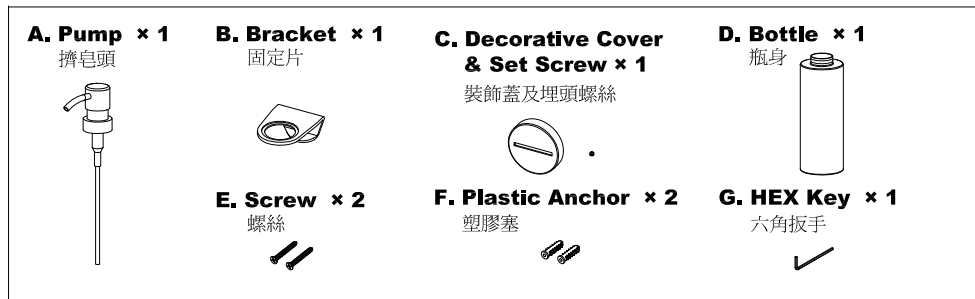 A. Pump × 1
擠皂頭
B. Bracket × 1
固定片
C. Decorative Cover
& Set Screw × 1
裝飾蓋及埋頭螺絲
D. Bottle × 1
瓶身
E. Screw × 2
螺絲
F. Plastic Anchor × 2
塑膠塞
G. HEX Key × 1
六角扳手